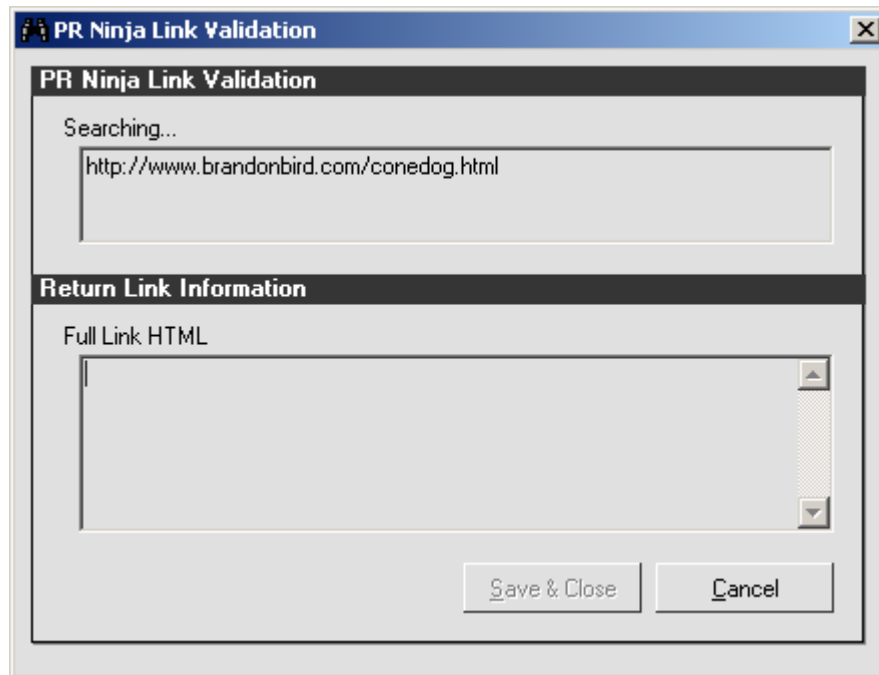 PR Ninja Link Validation
PR Ninja Link Validation
Searching...
http://www.brandonbird.com/conedog.html
Return Link Information
Full Link HTML
Save & Close Cancel